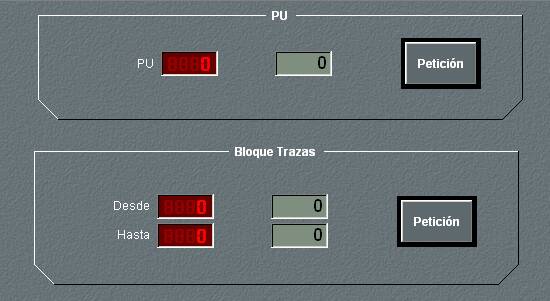 PU
PU 0 0 Petición
Bloque Trazas
Desde 0 0
Petición
Hasta 0 0